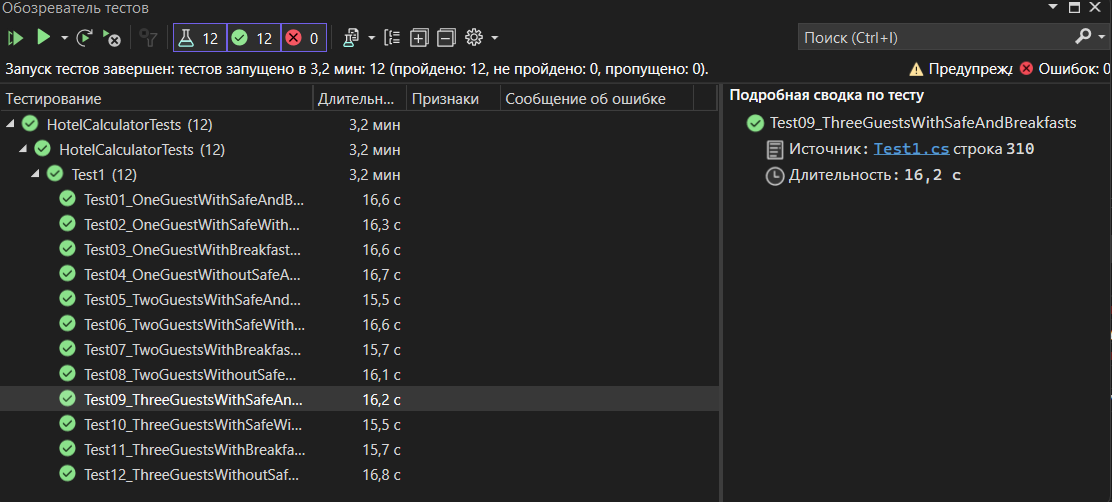 Обозреватель тестов
12 12 0 Поиск (Ctrl+I)
Запуск тестов завершен: тестов запущено в 3,2 мин: 12 (пройдено: 12, не пройдено: 0, пропущено: 0). Предупрежд Ошибок: 0
Тестирование Длительн... Признаки Сообщение об ошибке
HotelCalculatorTests (12) 3,2 мин
HotelCalculatorTests (12) 3,2 мин
Test1 (12) 3,2 мин
Test01_OneGuestWithSafeAndB... 16,6 с
Test02_OneGuestWithSafeWith... 16,3 с
Test03_OneGuestWithBreakfast... 16,6 с
Test04_OneGuestWithoutSafeA... 16,7 с
Test05_TwoGuestsWithSafeAnd... 15,5 с
Test06_TwoGuestsWithSafeWith... 16,6 с
Test07_TwoGuestsWithBreakfas... 15,7 с
Test08_TwoGuestsWithoutSafe... 16,1 с
Test09_ThreeGuestsWithSafeAn... 16,2 с
Test10_ThreeGuestsWithSafeWi... 15,5 с
Test11_ThreeGuestsWithBreakfa... 15,7 с
Test12_ThreeGuestsWithoutSaf... 16,8 с
Подробная сводка по тесту
Test09_ThreeGuestsWithSafeAndBreakfasts
Источник: Test1.cs строка 310
Длительность: 16,2 с